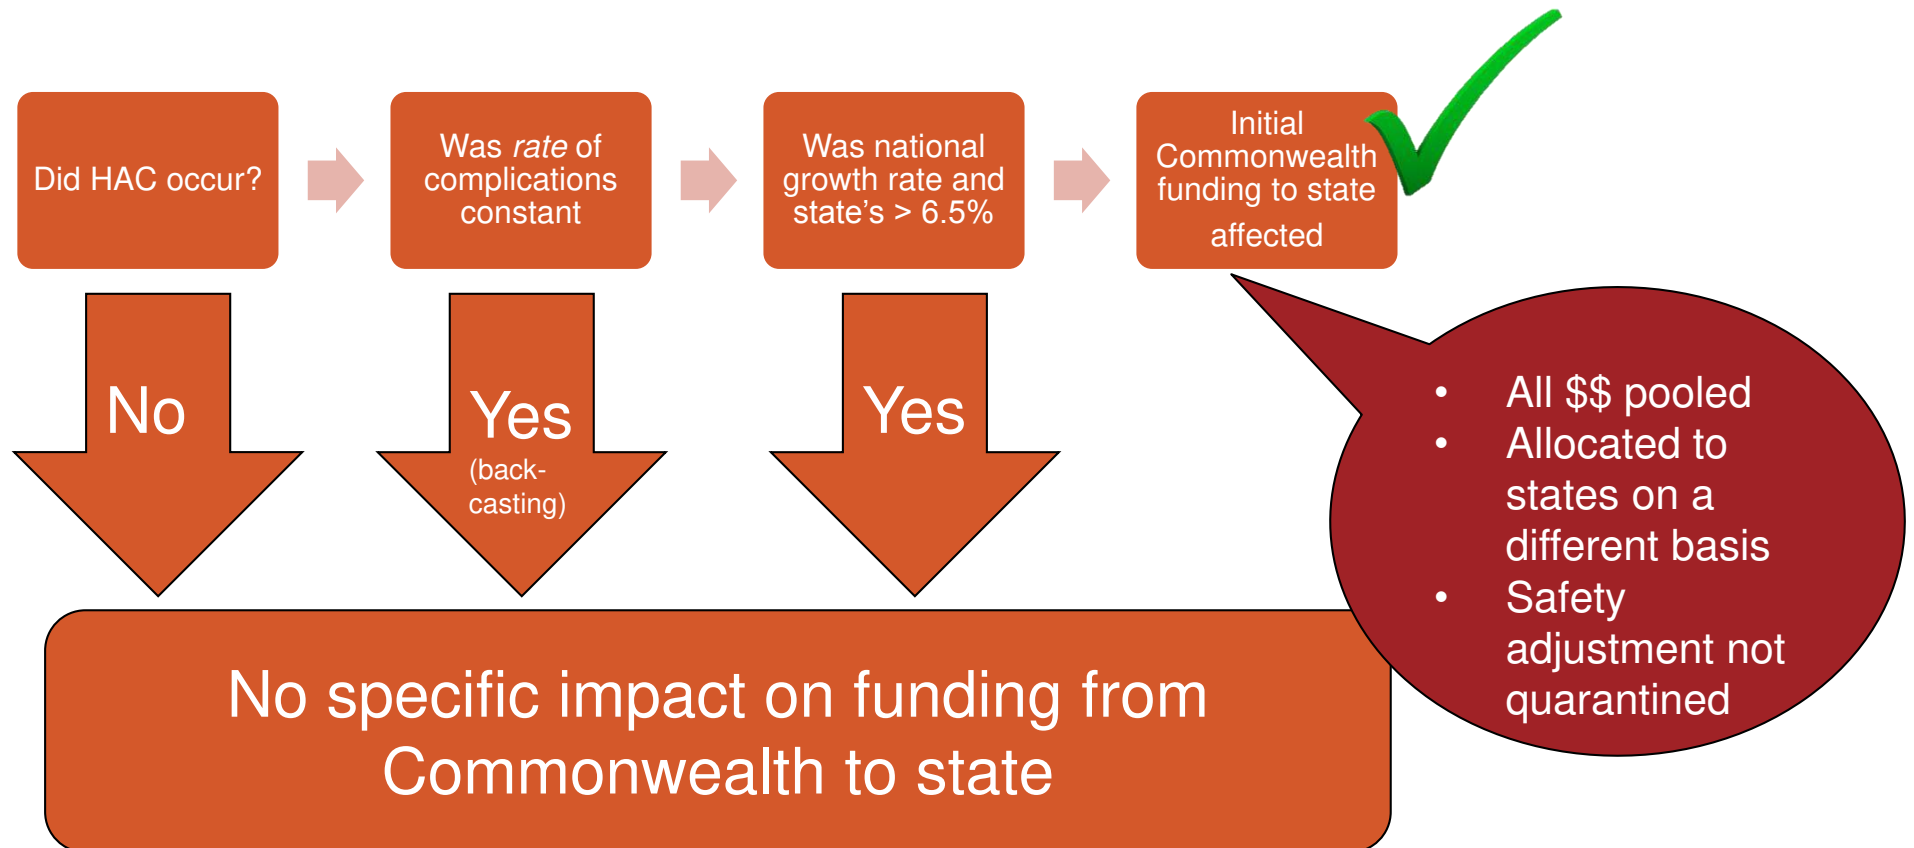 Did HAC occur?
Was rate of
complications
constant
Was national
growth rate and
state's > 6.5%
Initial
Commonwealth
funding to state
affected
No
Yes
(back-
casting)
Yes
• All $$ pooled
• Allocated to
states on a
different basis
• Safety
adjustment not
quarantined
No specific impact on funding from
Commonwealth to state